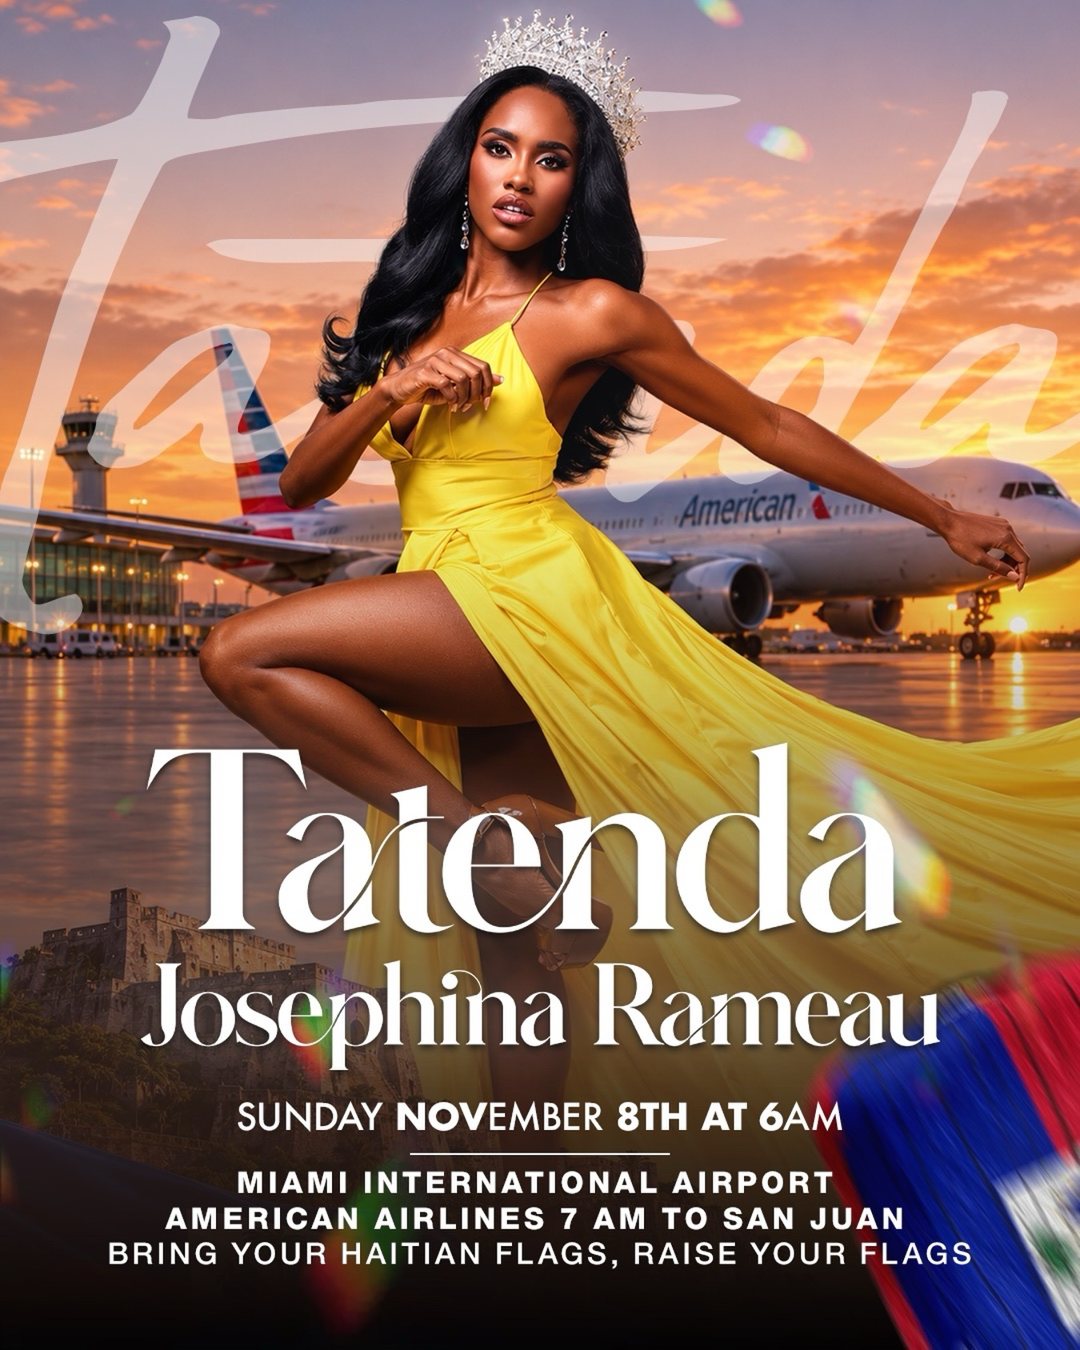 Tatenda
American
Tatenda
Josephina Rameau
SUNDAY NOVEMBER 8TH AT 6AM
MIAMI INTERNATIONAL AIRPORT
AMERICAN AIRLINES 7 AM TO SAN JUAN
BRING YOUR HAITIAN FLAGS, RAISE YOUR FLAGS